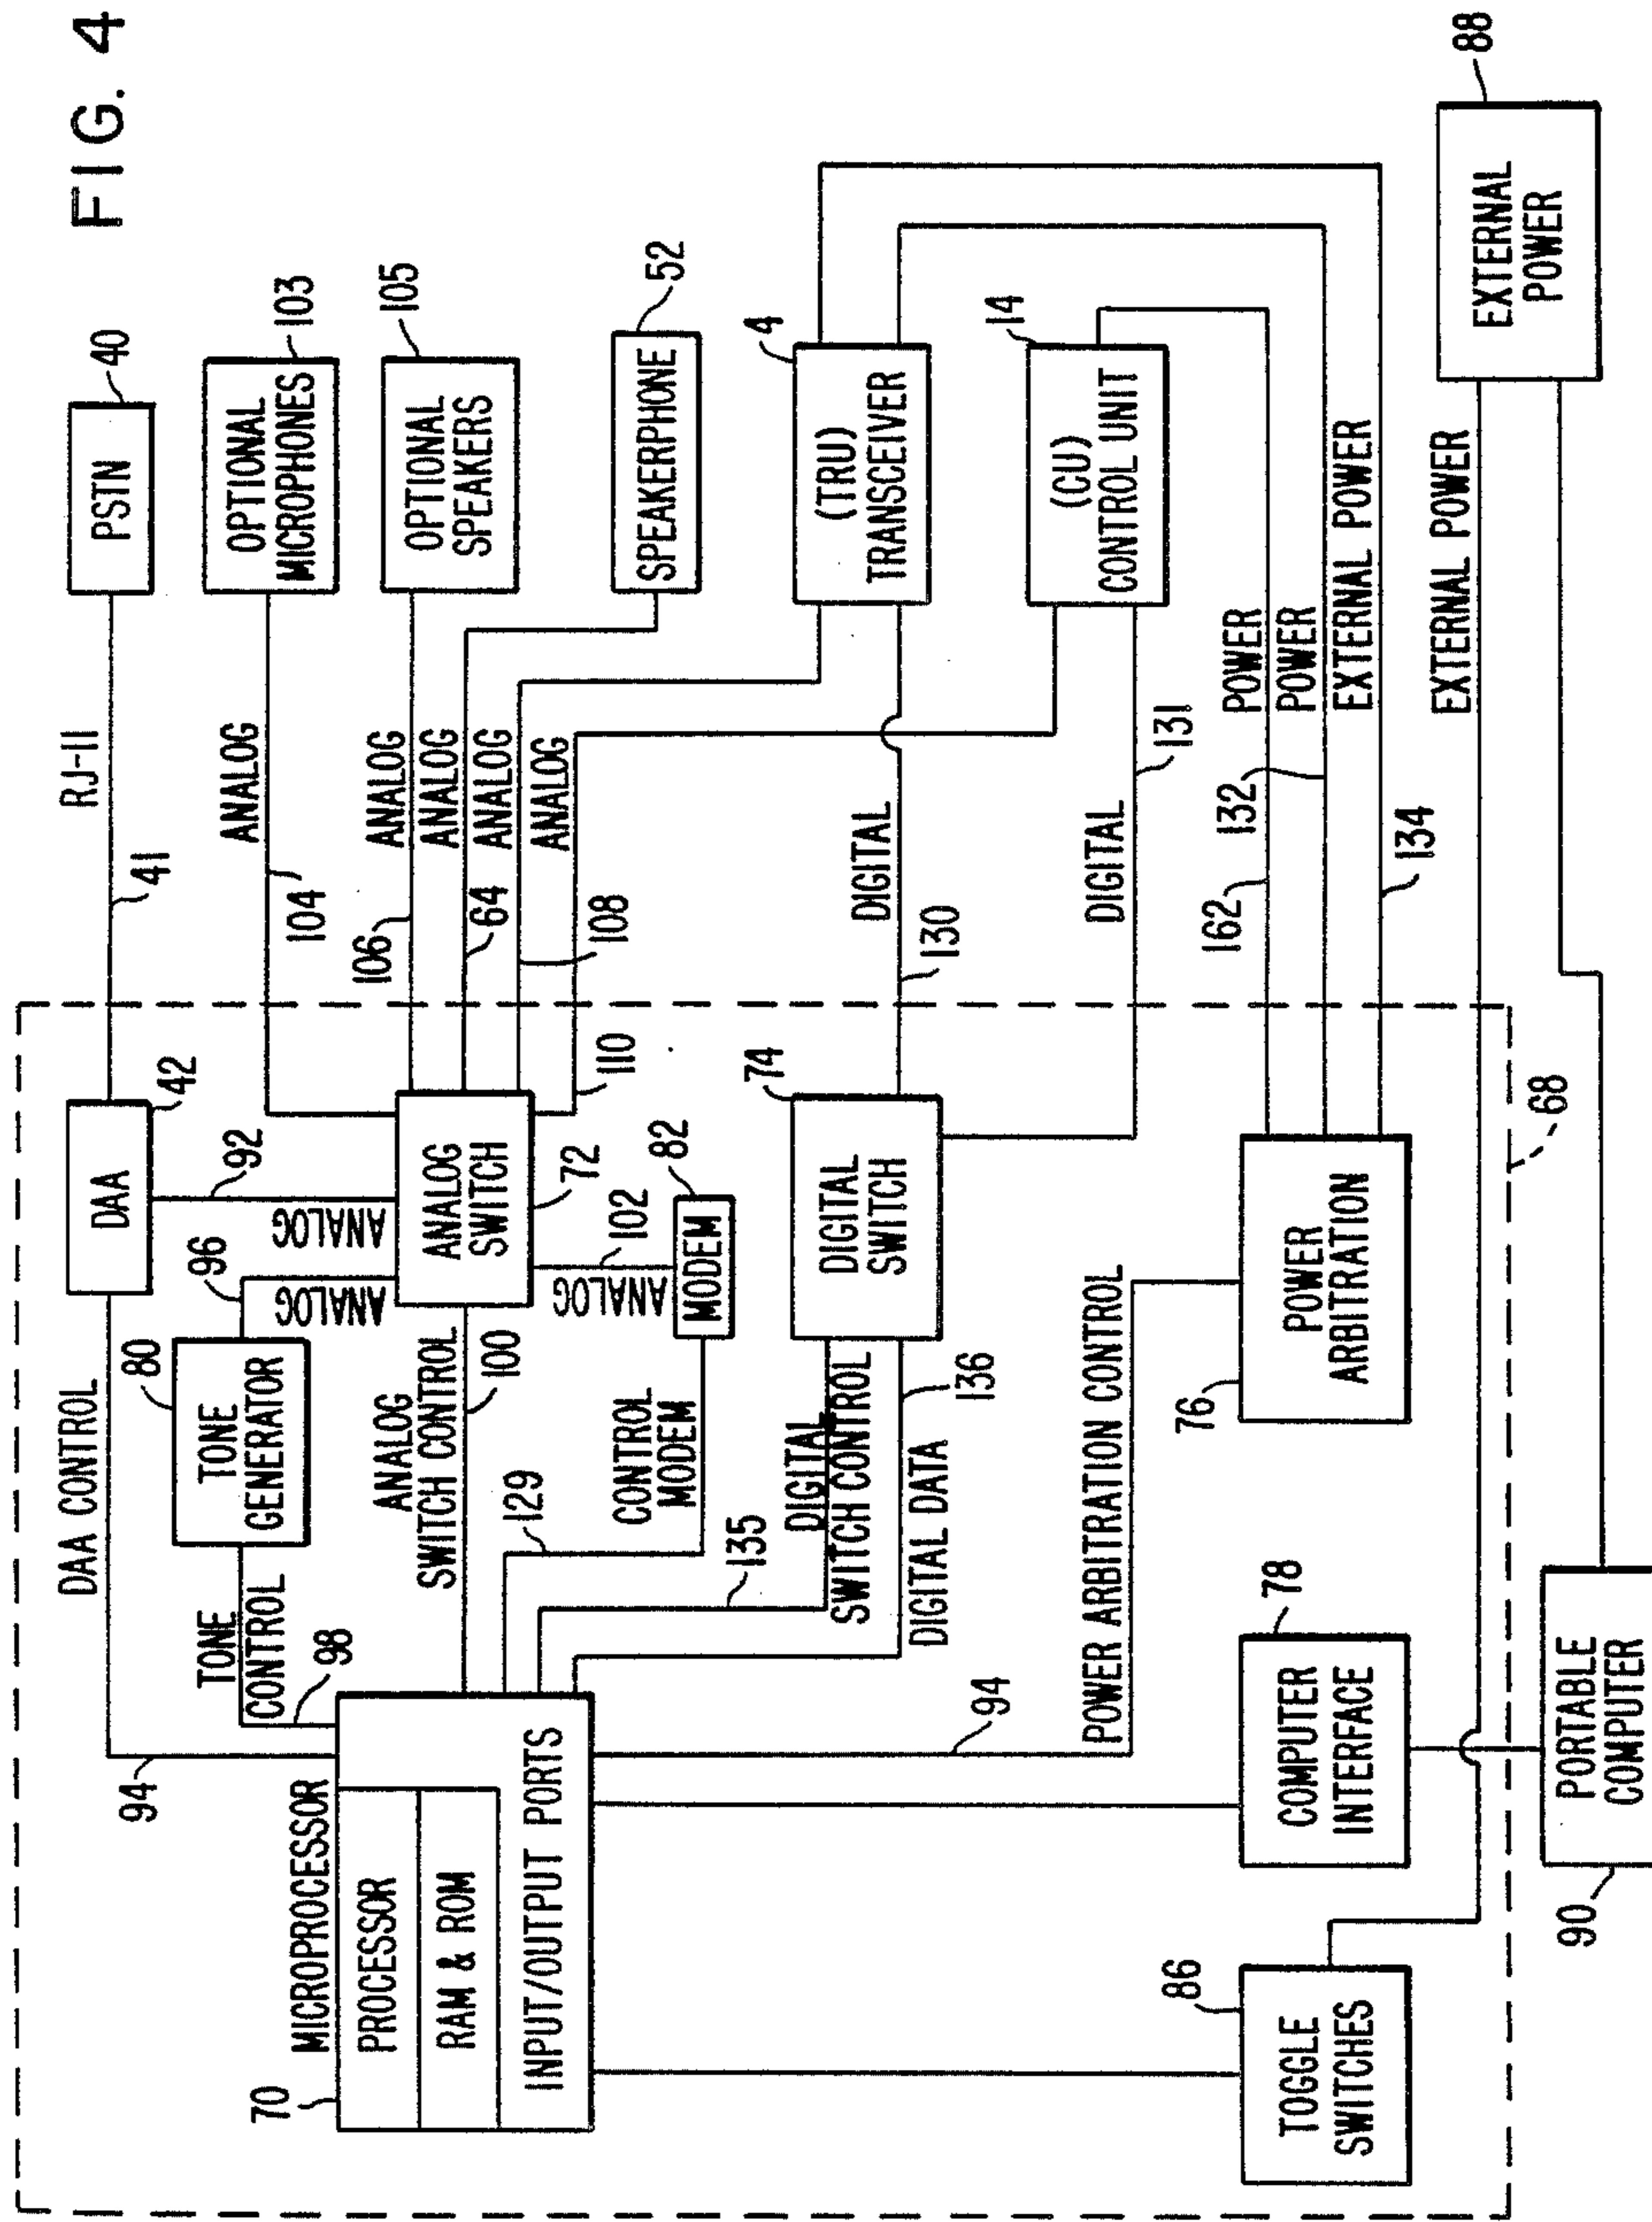 FIG. 4
DAA CONTROL
94
DAA
42
RJ-11
41
PSTN
40
TONE
CONTROL
98
TONE
GENERATOR
80
96
ANALOG
92
ANALOG
ANALOG
104
OPTIONAL
MICROPHONES
103
MICROPROCESSOR
70
PROCESSOR
RAM & ROM
INPUT/OUTPUT PORTS
ANALOG
SWITCH CONTROL
100
ANALOG
SWITCH
72
ANALOG
106
OPTIONAL
SPEAKERS
105
ANALOG
64
SPEAKERPHONE
52
ANALOG
108
ANALOG
110
129
CONTROL
MODEM
ANALOG
102
MODEM
82
135
DIGITAL
SWITCH CONTROL
DIGITAL DATA
136
DIGITAL
SWITCH
74
DIGITAL
130
(TRU)
TRANSCEIVER
4
DIGITAL
131
(CU)
CONTROL UNIT
14
94
POWER ARBITRATION CONTROL
76
POWER
ARBITRATION
162
POWER
132
POWER
134
EXTERNAL POWER
TOGGLE
SWITCHES
86
COMPUTER
INTERFACE
78
EXTERNAL POWER
EXTERNAL
POWER
88
68
PORTABLE
COMPUTER
90